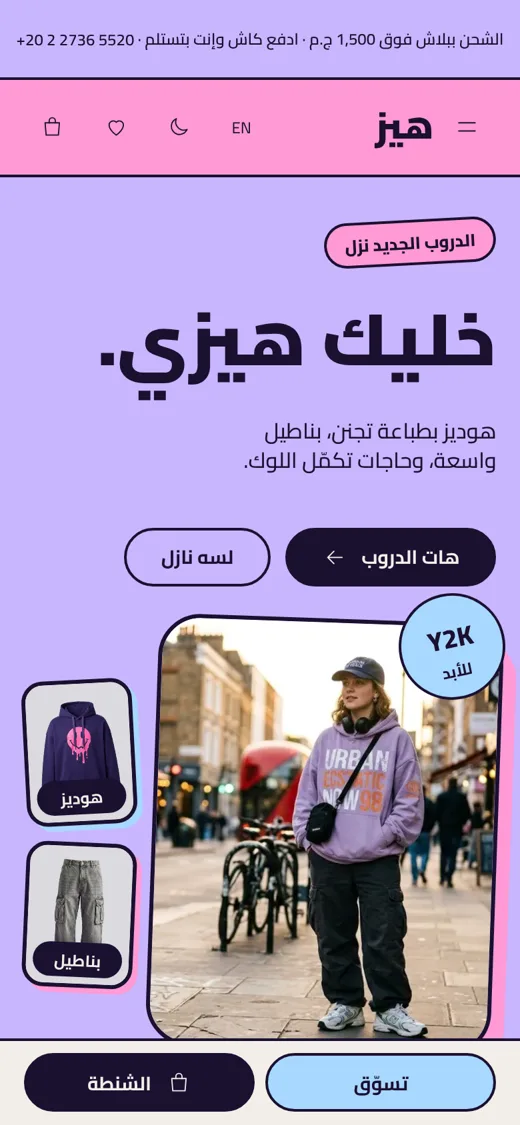 الشحن ببلاش فوق 1,500 ج.م · ادفع كاش وإنت بتستلم · ‎+20 2 2736 5520
هيز
EN
الدروب الجديد نزل
خليك هيزي.
هوديز بطباعة تجنن، بناطيل
واسعة، وحاجات تكمّل اللوك.
هات الدروب
لسه نازل
Y2K
للأبد
URBAN
ECSTATIC
NOW 98
هوديز
بناطيل
تسوّق
الشنطة